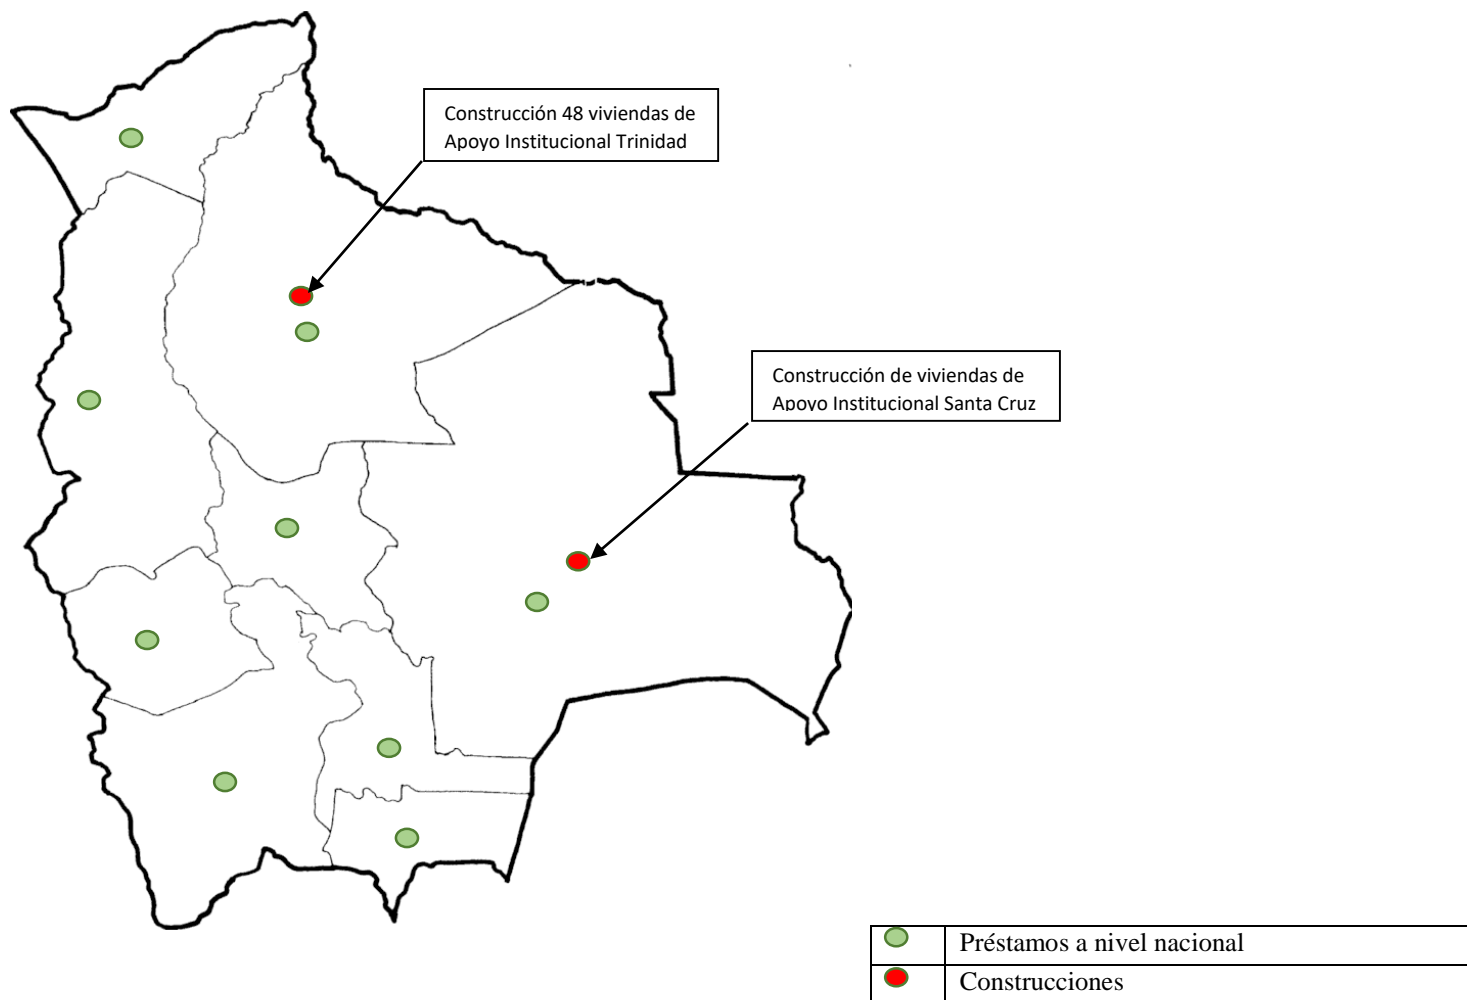 Construcción 48 viviendas de
Apoyo Institucional Trinidad
Construcción de viviendas de
Apoyo Institucional Santa Cruz
Préstamos a nivel nacional
Construcciones